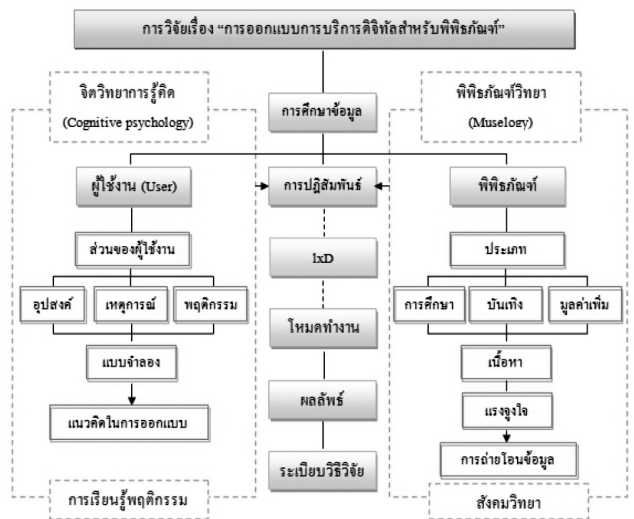 การวิจัยเรื่อง “การออกแบบการบริการดิจิทัลสำหรับพิพิธภัณฑ์”
จิตวิทยาการรู้คิด
(Cognitive psychology)
การศึกษาข้อมูล
พิพิธภัณฑ์วิทยา
(Muselogy)
ผู้ใช้งาน (User)
การปฎิสัมพันธ์
พิพิธภัณฑ์
ส่วนของผู้ใช้งาน
1xD
ประเภท
อุปสงค์
เหตุการณ์
พฤติกรรม
การศึกษา
บันเทิง
มูลค่าเพิ่ม
โหมดทำงาน
แบบจำลอง
เนื้อหา
ผลลัพธ์
แรงจูงใจ
แนวคิดในการออกแบบ
การถ่ายโอนข้อมูล
ระเบียบวิธีวิจัย
การเรียนรู้พฤติกรรม
สังคมวิทยา